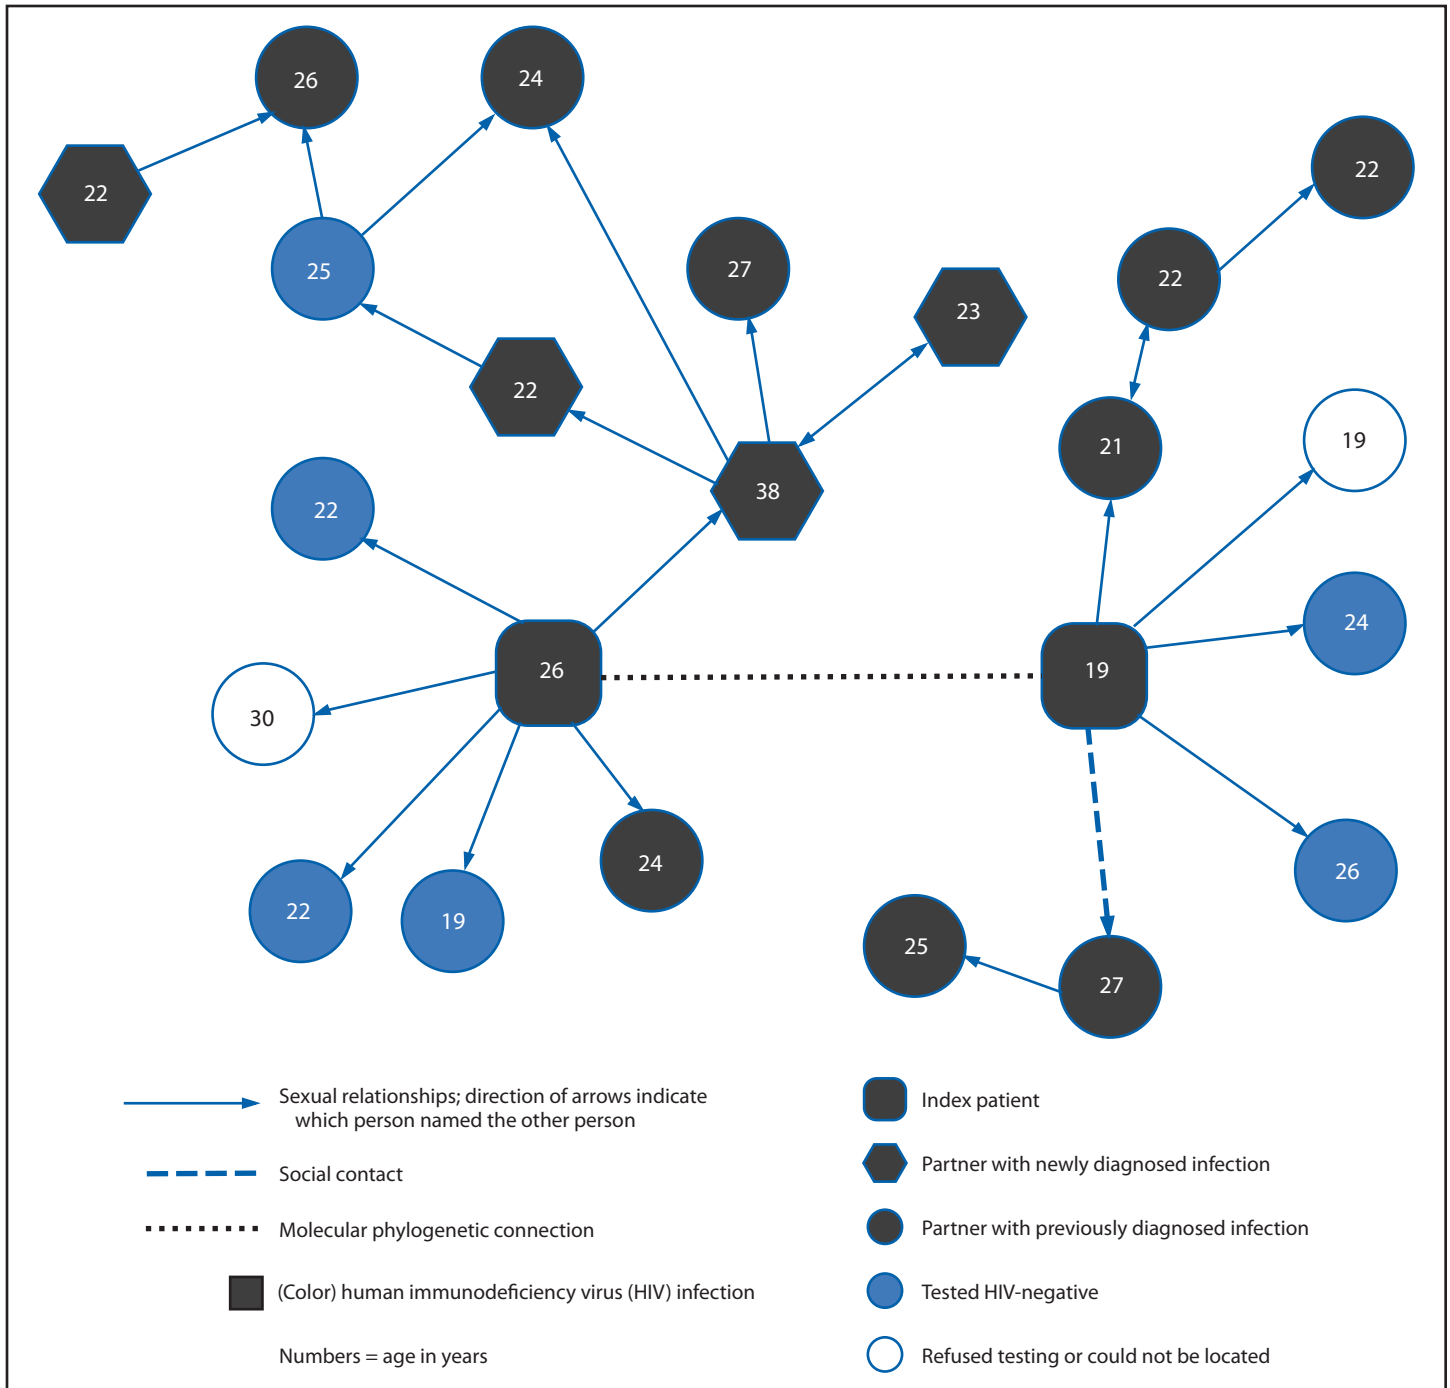 26
24
22
22
25
27
22
23
22
21
19
22
38
24
26
19
30
24
26
22
19
25
27
Sexual relationships; direction of arrows indicate
which person named the other person
Social contact
Molecular phylogenetic connection
(Color) human immunodeficiency virus (HIV) infection
Numbers = age in years
Index patient
Partner with newly diagnosed infection
Partner with previously diagnosed infection
Tested HIV-negative
Refused testing or could not be located